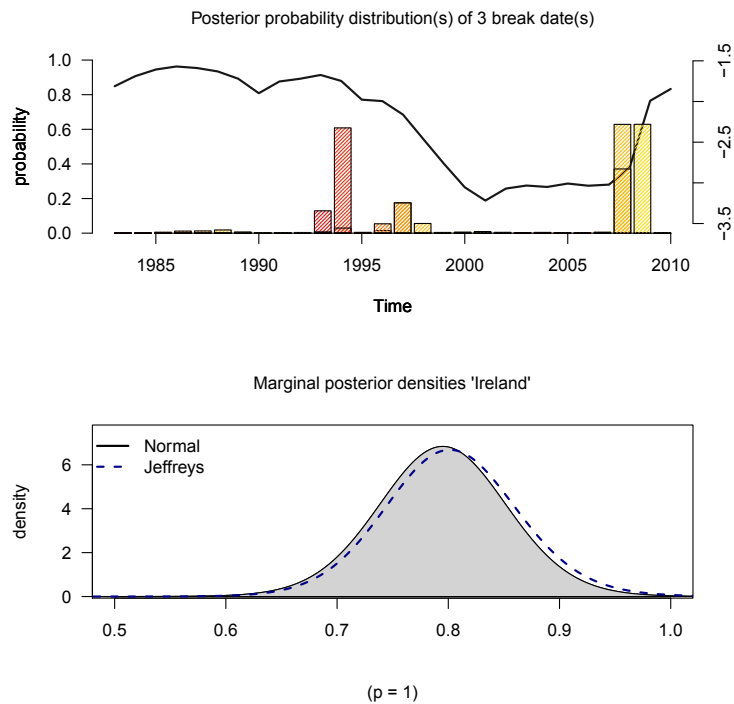 Posterior probability distribution(s) of 3 break date(s)
1.0
0.8
0.6
0.4
0.2
0.0
probability
−1.5
−2.5
−3.5
1985 1990 1995 2000 2005 2010
Time
Marginal posterior densities 'Ireland'
Normal
Jeffreys
6
4
2
0
density
0.5 0.6 0.7 0.8 0.9 1.0
(p = 1)